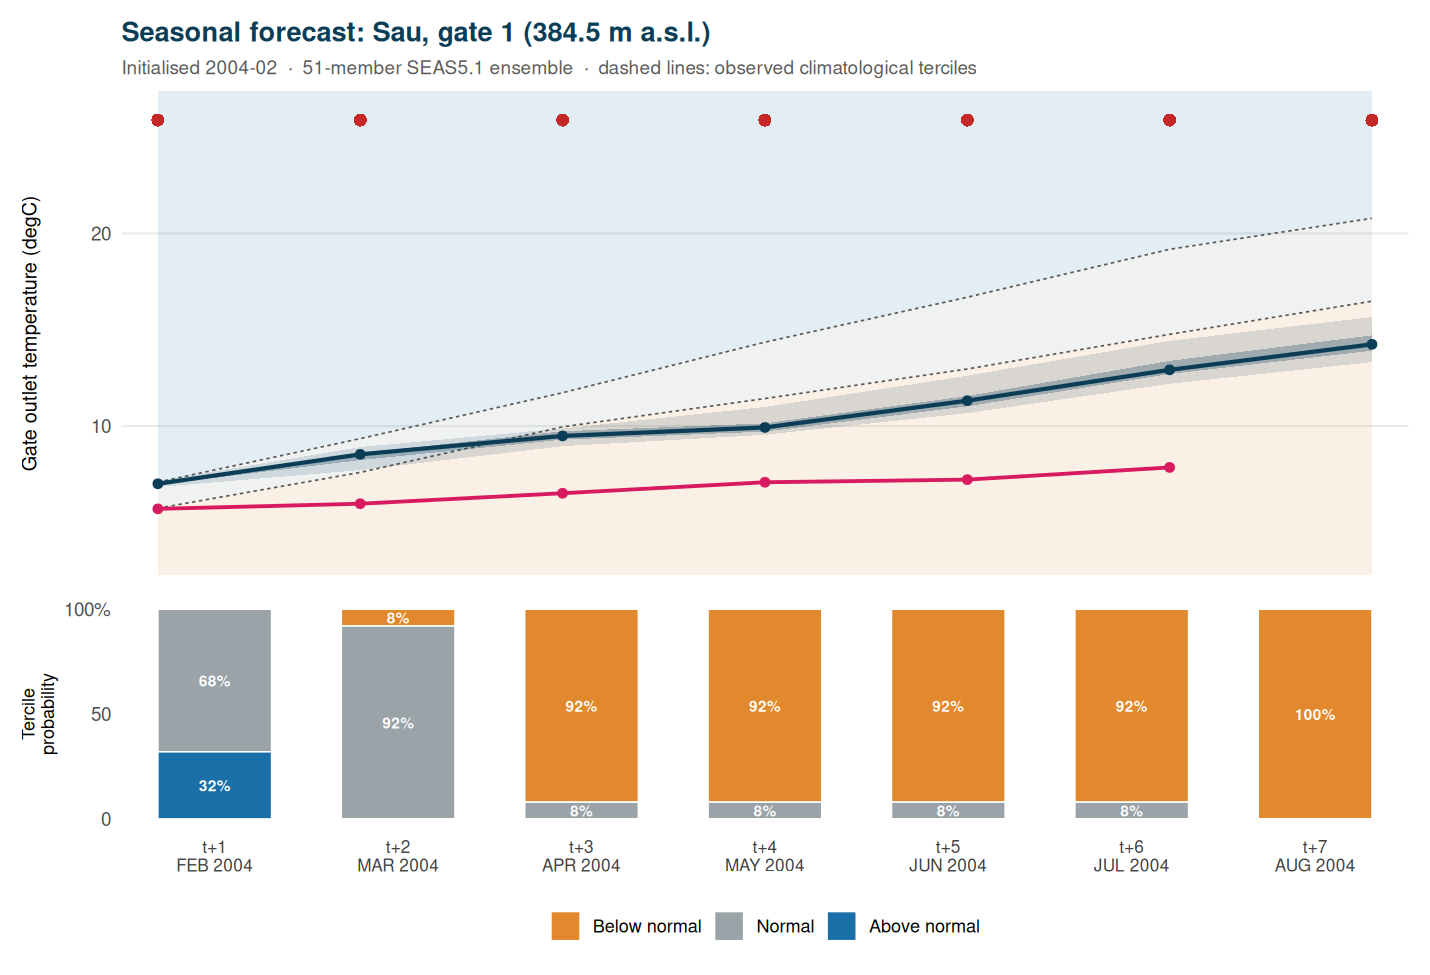 Seasonal forecast: Sau, gate 1 (384.5 m a.s.l.)
Initialised 2004-02 · 51-member SEAS5.1 ensemble · dashed lines: observed climatological terciles
Gate outlet temperature (degC)
20
10
Tercile
probability
100%
50
0
68%
32%
8%
92%
92%
8%
92%
8%
92%
8%
92%
8%
100%
t+1
FEB 2004
t+2
MAR 2004
t+3
APR 2004
t+4
MAY 2004
t+5
JUN 2004
t+6
JUL 2004
t+7
AUG 2004
Below normal
Normal
Above normal